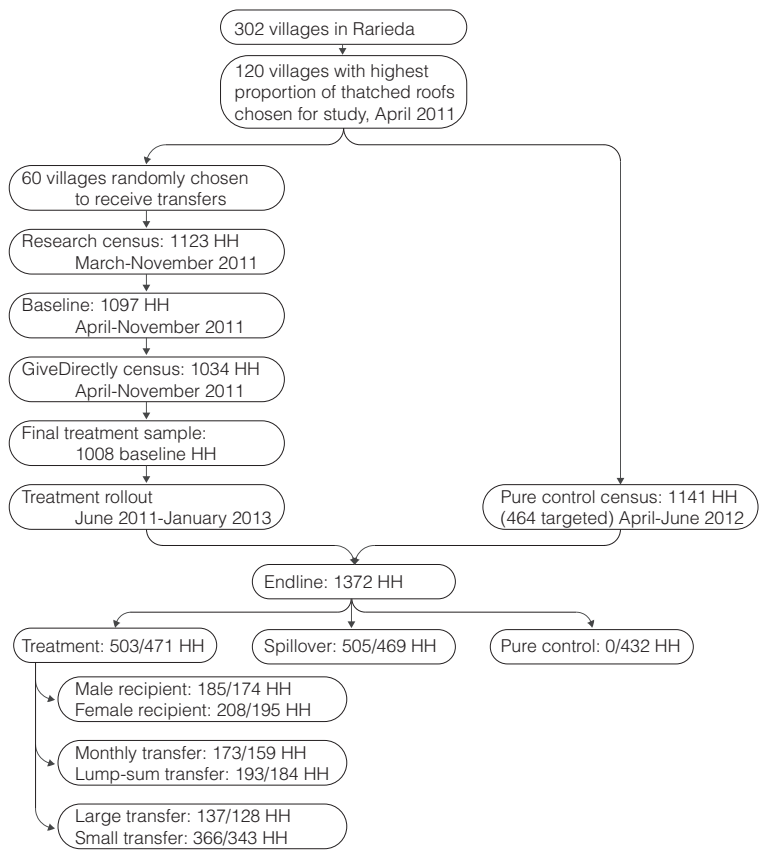 302 villages in Rarieda
120 villages with highest
proportion of thatched roofs
chosen for study, April 2011
60 villages randomly chosen
to receive transfers
Research census: 1123 HH
March-November 2011
Baseline: 1097 HH
April-November 2011
GiveDirectly census: 1034 HH
April-November 2011
Final treatment sample:
1008 baseline HH
Treatment rollout
June 2011-January 2013
Pure control census: 1141 HH
(464 targeted) April-June 2012
Endline: 1372 HH
Treatment: 503/471 HH
Spillover: 505/469 HH
Pure control: 0/432 HH
Male recipient: 185/174 HH
Female recipient: 208/195 HH
Monthly transfer: 173/159 HH
Lump-sum transfer: 193/184 HH
Large transfer: 137/128 HH
Small transfer: 366/343 HH